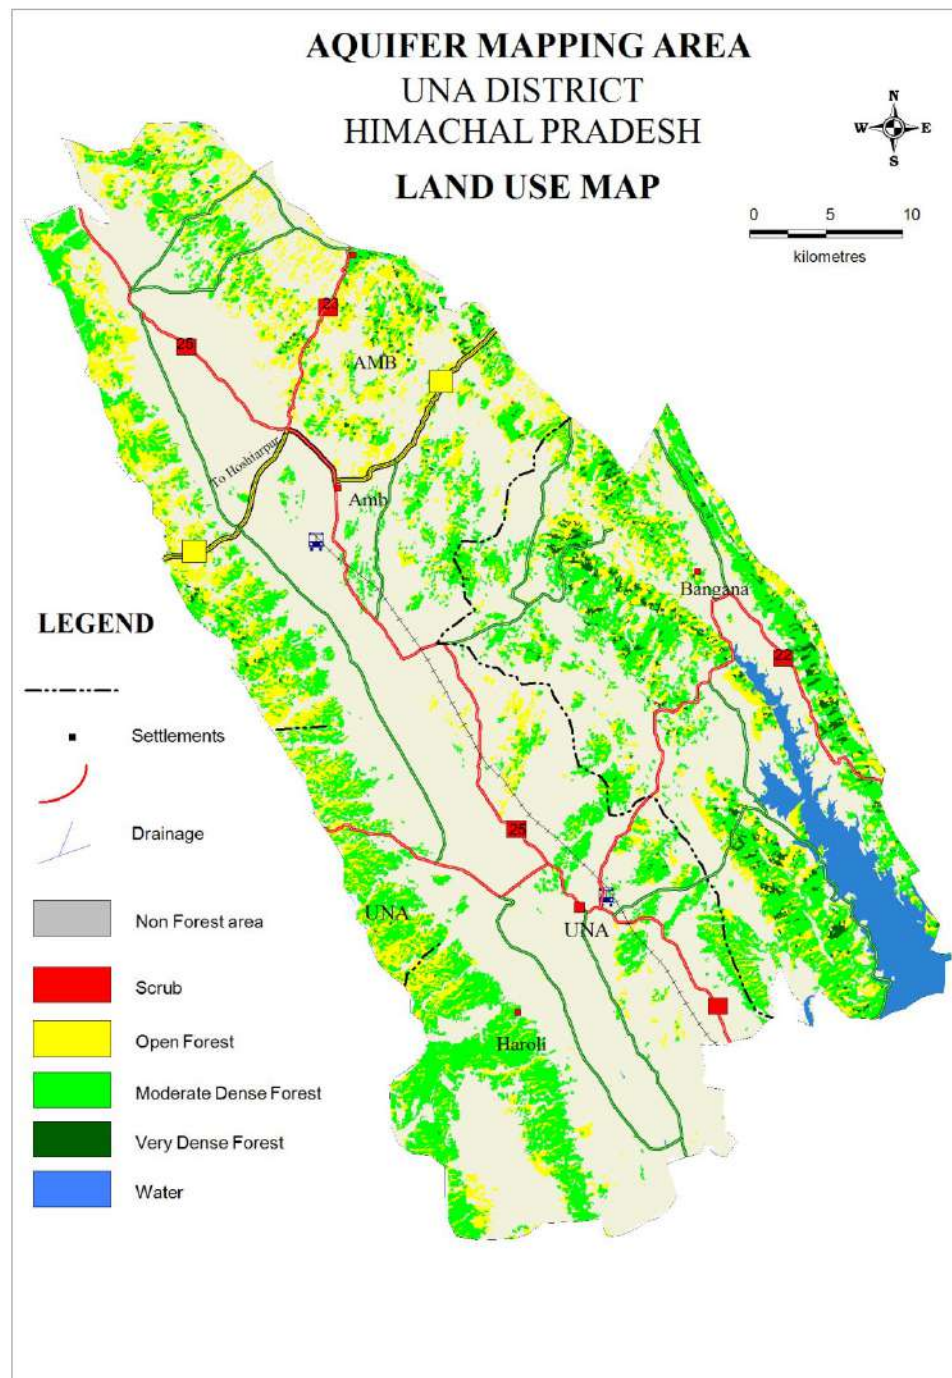 AQUIFER MAPPING AREA
UNA DISTRICT
HIMACHAL PRADESH
LAND USE MAP
N
W E
S
0 5 10
kilometres
22
25
AMB
To Hoshiarpur
Amb
Bangana
22
25
UNA
UNA
Haroli
LEGEND
Settlements
Drainage
Non Forest area
Scrub
Open Forest
Moderate Dense Forest
Very Dense Forest
Water